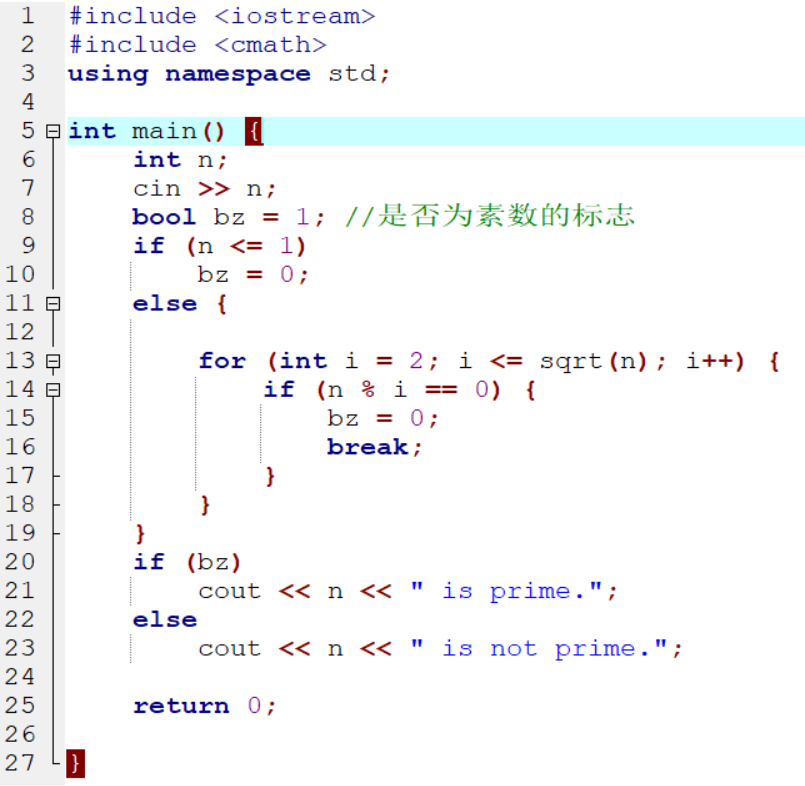 1 #include <iostream>
2 #include <cmath>
3 using namespace std;
4
5 int main() {
6     int n;
7     cin >> n;
8     bool bz = 1; //是否为素数的标志
9     if (n <= 1)
10         bz = 0;
11     else {
12
13         for (int i = 2; i <= sqrt(n); i++) {
14             if (n % i == 0) {
15                 bz = 0;
16                 break;
17             }
18         }
19     }
20     if (bz)
21         cout << n << " is prime.";
22     else
23         cout << n << " is not prime.";
24
25     return 0;
26
27 }